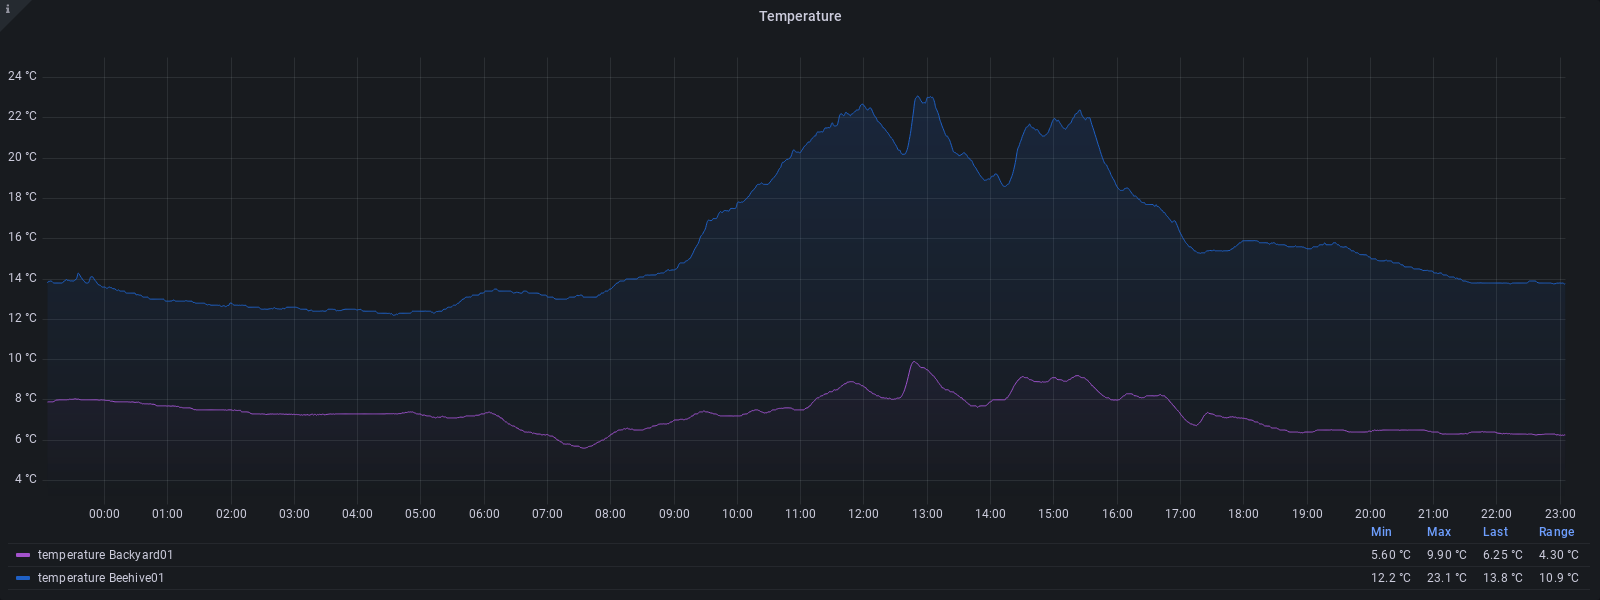 i
Temperature
24 °C
22 °C
20 °C
18 °C
16 °C
14 °C
12 °C
10 °C
8 °C
6 °C
4 °C
00:00 01:00 02:00 03:00 04:00 05:00 06:00 07:00 08:00 09:00 10:00 11:00 12:00 13:00 14:00 15:00 16:00 17:00 18:00 19:00 20:00 21:00 22:00 23:00
Min Max Last Range
temperature Backyard01 5.60 °C 9.90 °C 6.25 °C 4.30 °C
temperature Beehive01 12.2 °C 23.1 °C 13.8 °C 10.9 °C